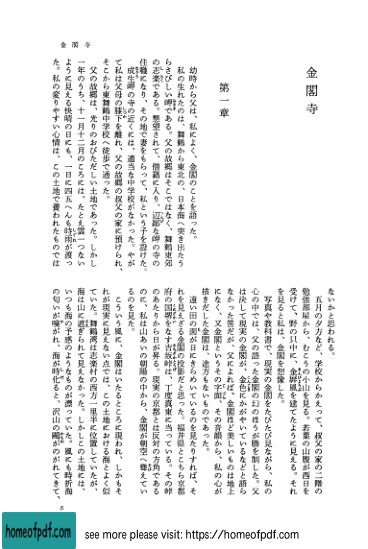 金閣寺
金閣寺
第一章
幼時から父は、私によく、金閣のことを語った。
私の生れたのは、舞鶴から東北の、日本海へ突き出たう
らさびしい岬である。父の故郷はそこではなく、舞鶴東郊
の志楽である。懇望されて、僧籍に入り、辺鄙な岬の寺の
住職になり、その地で妻をもらって、私という子を設けた。
成生岬の寺の近くには、適当な中学校がなかった。やが
て私は父母の膝下を離れ、父の故郷の叔父の家に預けられ、
そこから東舞鶴中学校へ徒歩で通った。
父の故郷は、光りのおびただしい土地であった。しかし
一年のうち、十一月十二月のころには、たとえ雲一つない
ように見える快晴の日にも、一日に四五へんも時雨が渡っ
た。私の変りやすい心情は、この土地で養われたものでは
ないかと思われる。
五月の夕方など、学校からかえって、叔父の家の二階の
勉強部屋から、むこうの小山を見る。若葉の山腹が西日を
受けて、野の只中に、金屏風を建てたように見える。それ
を見ると私は、金閣を想像した。
写真や教科書で、現実の金閣をたびたび見ながら、私の
心の中では、父の語った金閣の幻のほうが勝を制した。父
は決して現実の金閣が、金色にかがやいているなどと語ら
なかった筈だが、父によれば、金閣ほど美しいものは地上
になく、又金閣というその字面、その音韻から、私の心が
描きだした金閣は、途方もないものであった。
遠い田の面が日にきらめいているのを見たりすれば、そ
れを見えざる金閣の投影だと思った。福井県とこちら京都
府の国堺をなす吉坂峠は、丁度真東に当っている。その峠
のあたりから日が昇る。現実の京都とは反対の方角である
のに、私は山あいの朝陽の中から、金閣が朝空へ聳えてい
るのを見た。
こういう風に、金閣はいたるところに現われ、しかもそ
れが現実に見えない点では、この土地における海とよく似
ていた。舞鶴湾は志楽村の西方一里半に位置していたが、
海は山に遮ぎられて見えなかった。しかしこの土地には、
いつも海の予感のようなものが漂っていた。風にも時折海
の匂いが嗅がれ、海が時化ると、沢山の鷗がのがれてきて、
5
homeofpdf.com
see more please visit: https://homeofpdf.com
homeofpdf.com